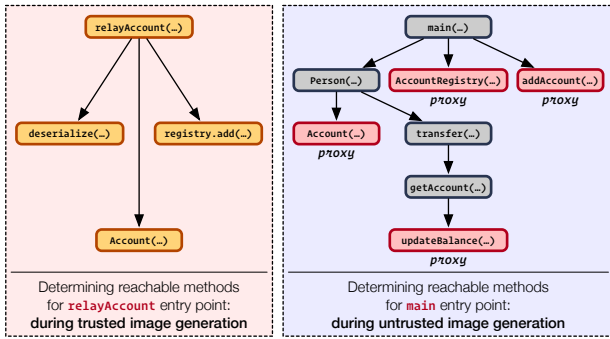 relayAccount(…)
deserialize(…)
registry.add(…)
Account(…)
Determining reachable methods
for relayAccount entry point:
during trusted image generation
main(…)
Person(…)
AccountRegistry(…)
addAccount(…)
proxy
proxy
Account(…)
transfer(…)
proxy
getAccount(…)
updateBalance(…)
proxy
Determining reachable methods
for main entry point:
during untrusted image generation